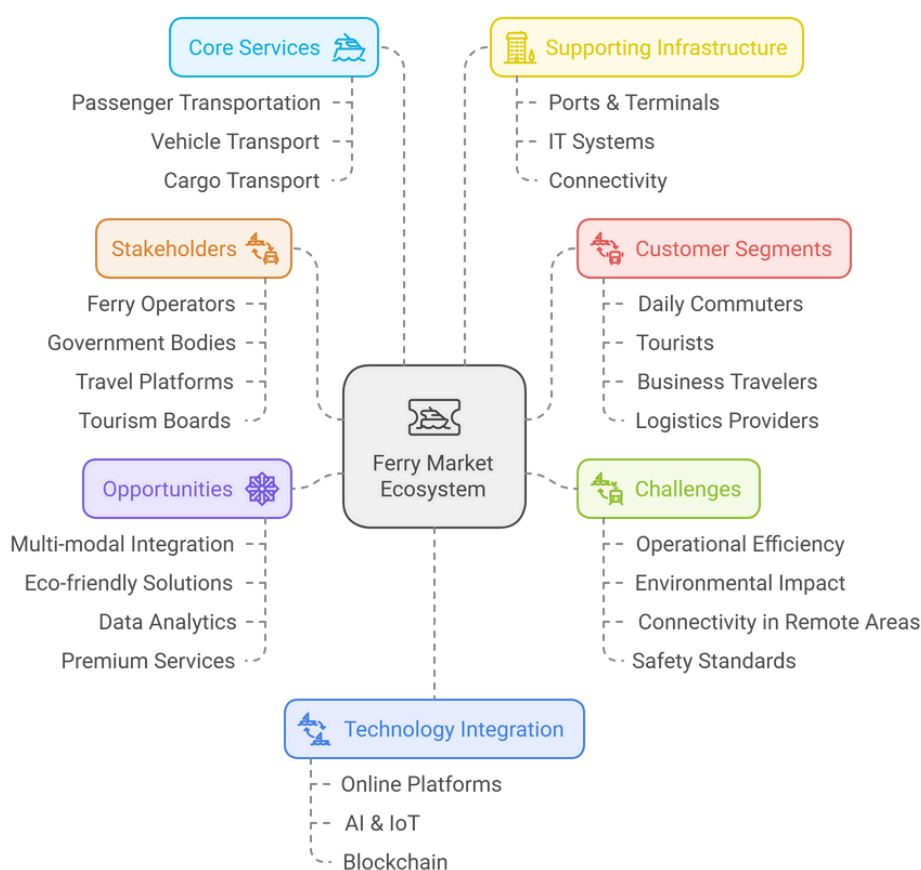 Core Services
Passenger Transportation
Vehicle Transport
Cargo Transport
Supporting Infrastructure
Ports & Terminals
IT Systems
Connectivity
Stakeholders
Ferry Operators
Government Bodies
Travel Platforms
Tourism Boards
Customer Segments
Daily Commuters
Tourists
Business Travelers
Logistics Providers
Ferry Market
Ecosystem
Opportunities
Multi-modal Integration
Eco-friendly Solutions
Data Analytics
Premium Services
Challenges
Operational Efficiency
Environmental Impact
Connectivity in Remote Areas
Safety Standards
Technology Integration
Online Platforms
AI & IoT
Blockchain